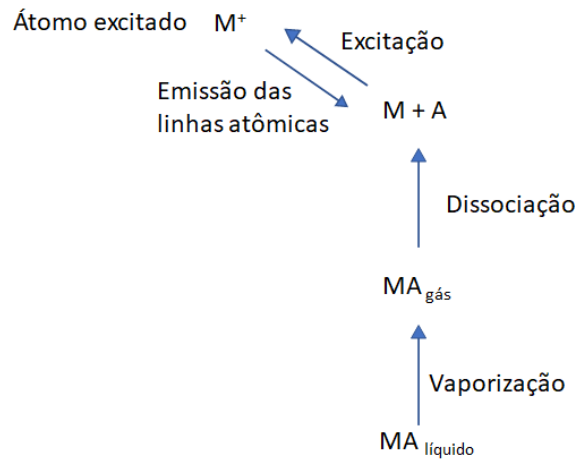 Átomo excitado M⁺
Excitação
Emissão das
linhas atômicas
M + A
Dissociação
MA gás
Vaporização
MA líquido